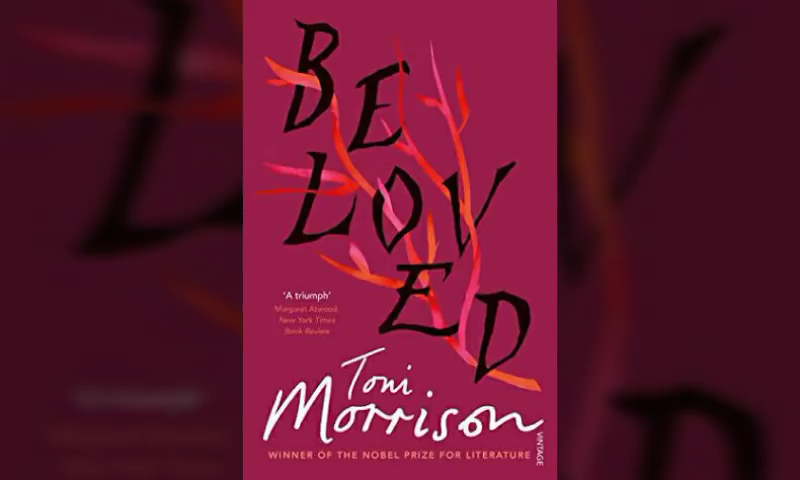 BE
LOV
ED
'A triumph'
Margaret Atwood,
New York Times
Book Review
Toni
Morrison
WINNER OF THE NOBEL PRIZE FOR LITERATURE
VINTAGE